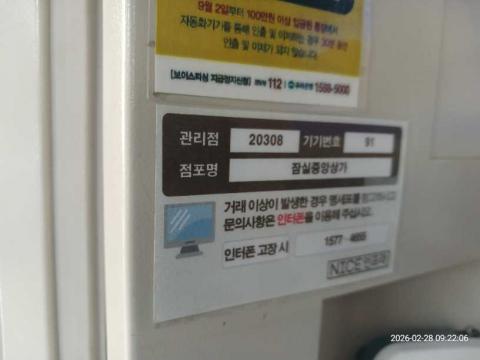 9월 2일부터 100만원 이상 입금된 통장에서
자동화기기를 통해 인출 및 이체하는 경우 30분 동안
인출 및 이체가 되지 않습니다
[보이스피싱 지급정지신청] 112 | 우리은행 1588-5000
관리점 20308 기기번호 91
점포명 잠실중앙상가
거래 이상이 발생한 경우 명세표를
문의사항은 인터폰을 이용해 주십시요.
인터폰 고장 시 1577-4655
NICE
2026-02-28 09:22:06